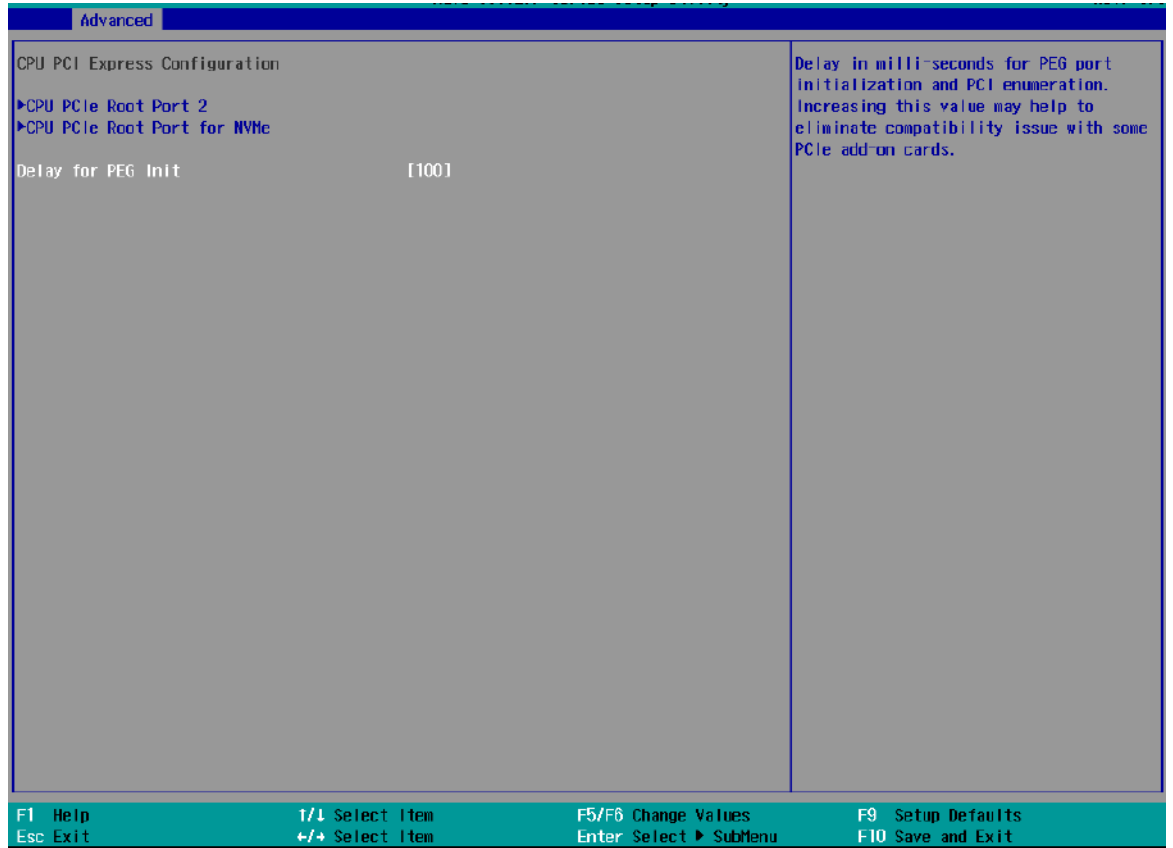 Advanced
CPU PCI Express Configuration
▶CPU PCIe Root Port 2
▶CPU PCIe Root Port for NVMe
Delay for PEG Init [100]
Delay in milli-seconds for PEG port
initialization and PCI enumeration.
Increasing this value may help to
eliminate compatibility issue with some
PCIe add-on cards.
F1 Help ↑/↓ Select Item F5/F6 Change Values F9 Setup Defaults
Esc Exit ←/→ Select Item Enter Select ▶ SubMenu F10 Save and Exit